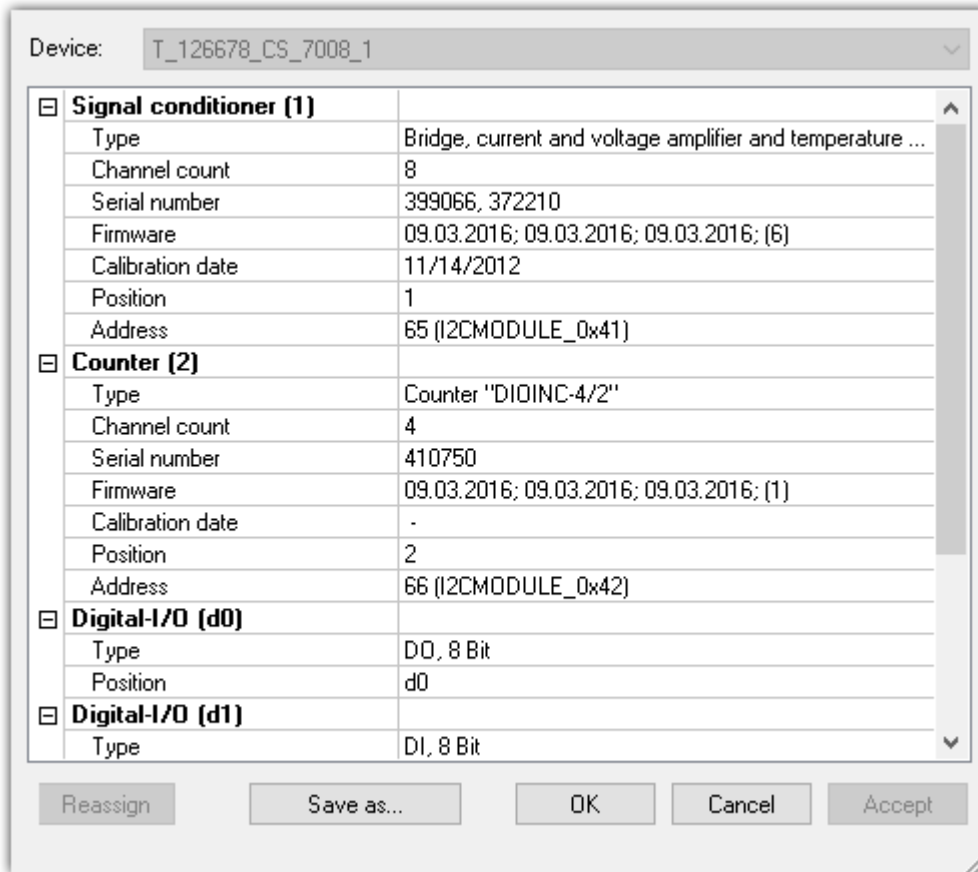 Device: T_126678_CS_7008_1
Signal conditioner (1)
Type Bridge, current and voltage amplifier and temperature ...
Channel count 8
Serial number 399066, 372210
Firmware 09.03.2016; 09.03.2016; 09.03.2016; (6)
Calibration date 11/14/2012
Position 1
Address 65 (I2CMODULE_0x41)
Counter (2)
Type Counter "DIOINC-4/2"
Channel count 4
Serial number 410750
Firmware 09.03.2016; 09.03.2016; 09.03.2016; (1)
Calibration date -
Position 2
Address 66 (I2CMODULE_0x42)
Digital-I/O (d0)
Type DO, 8 Bit
Position d0
Digital-I/O (d1)
Type DI, 8 Bit
Reassign Save as... OK Cancel Accept